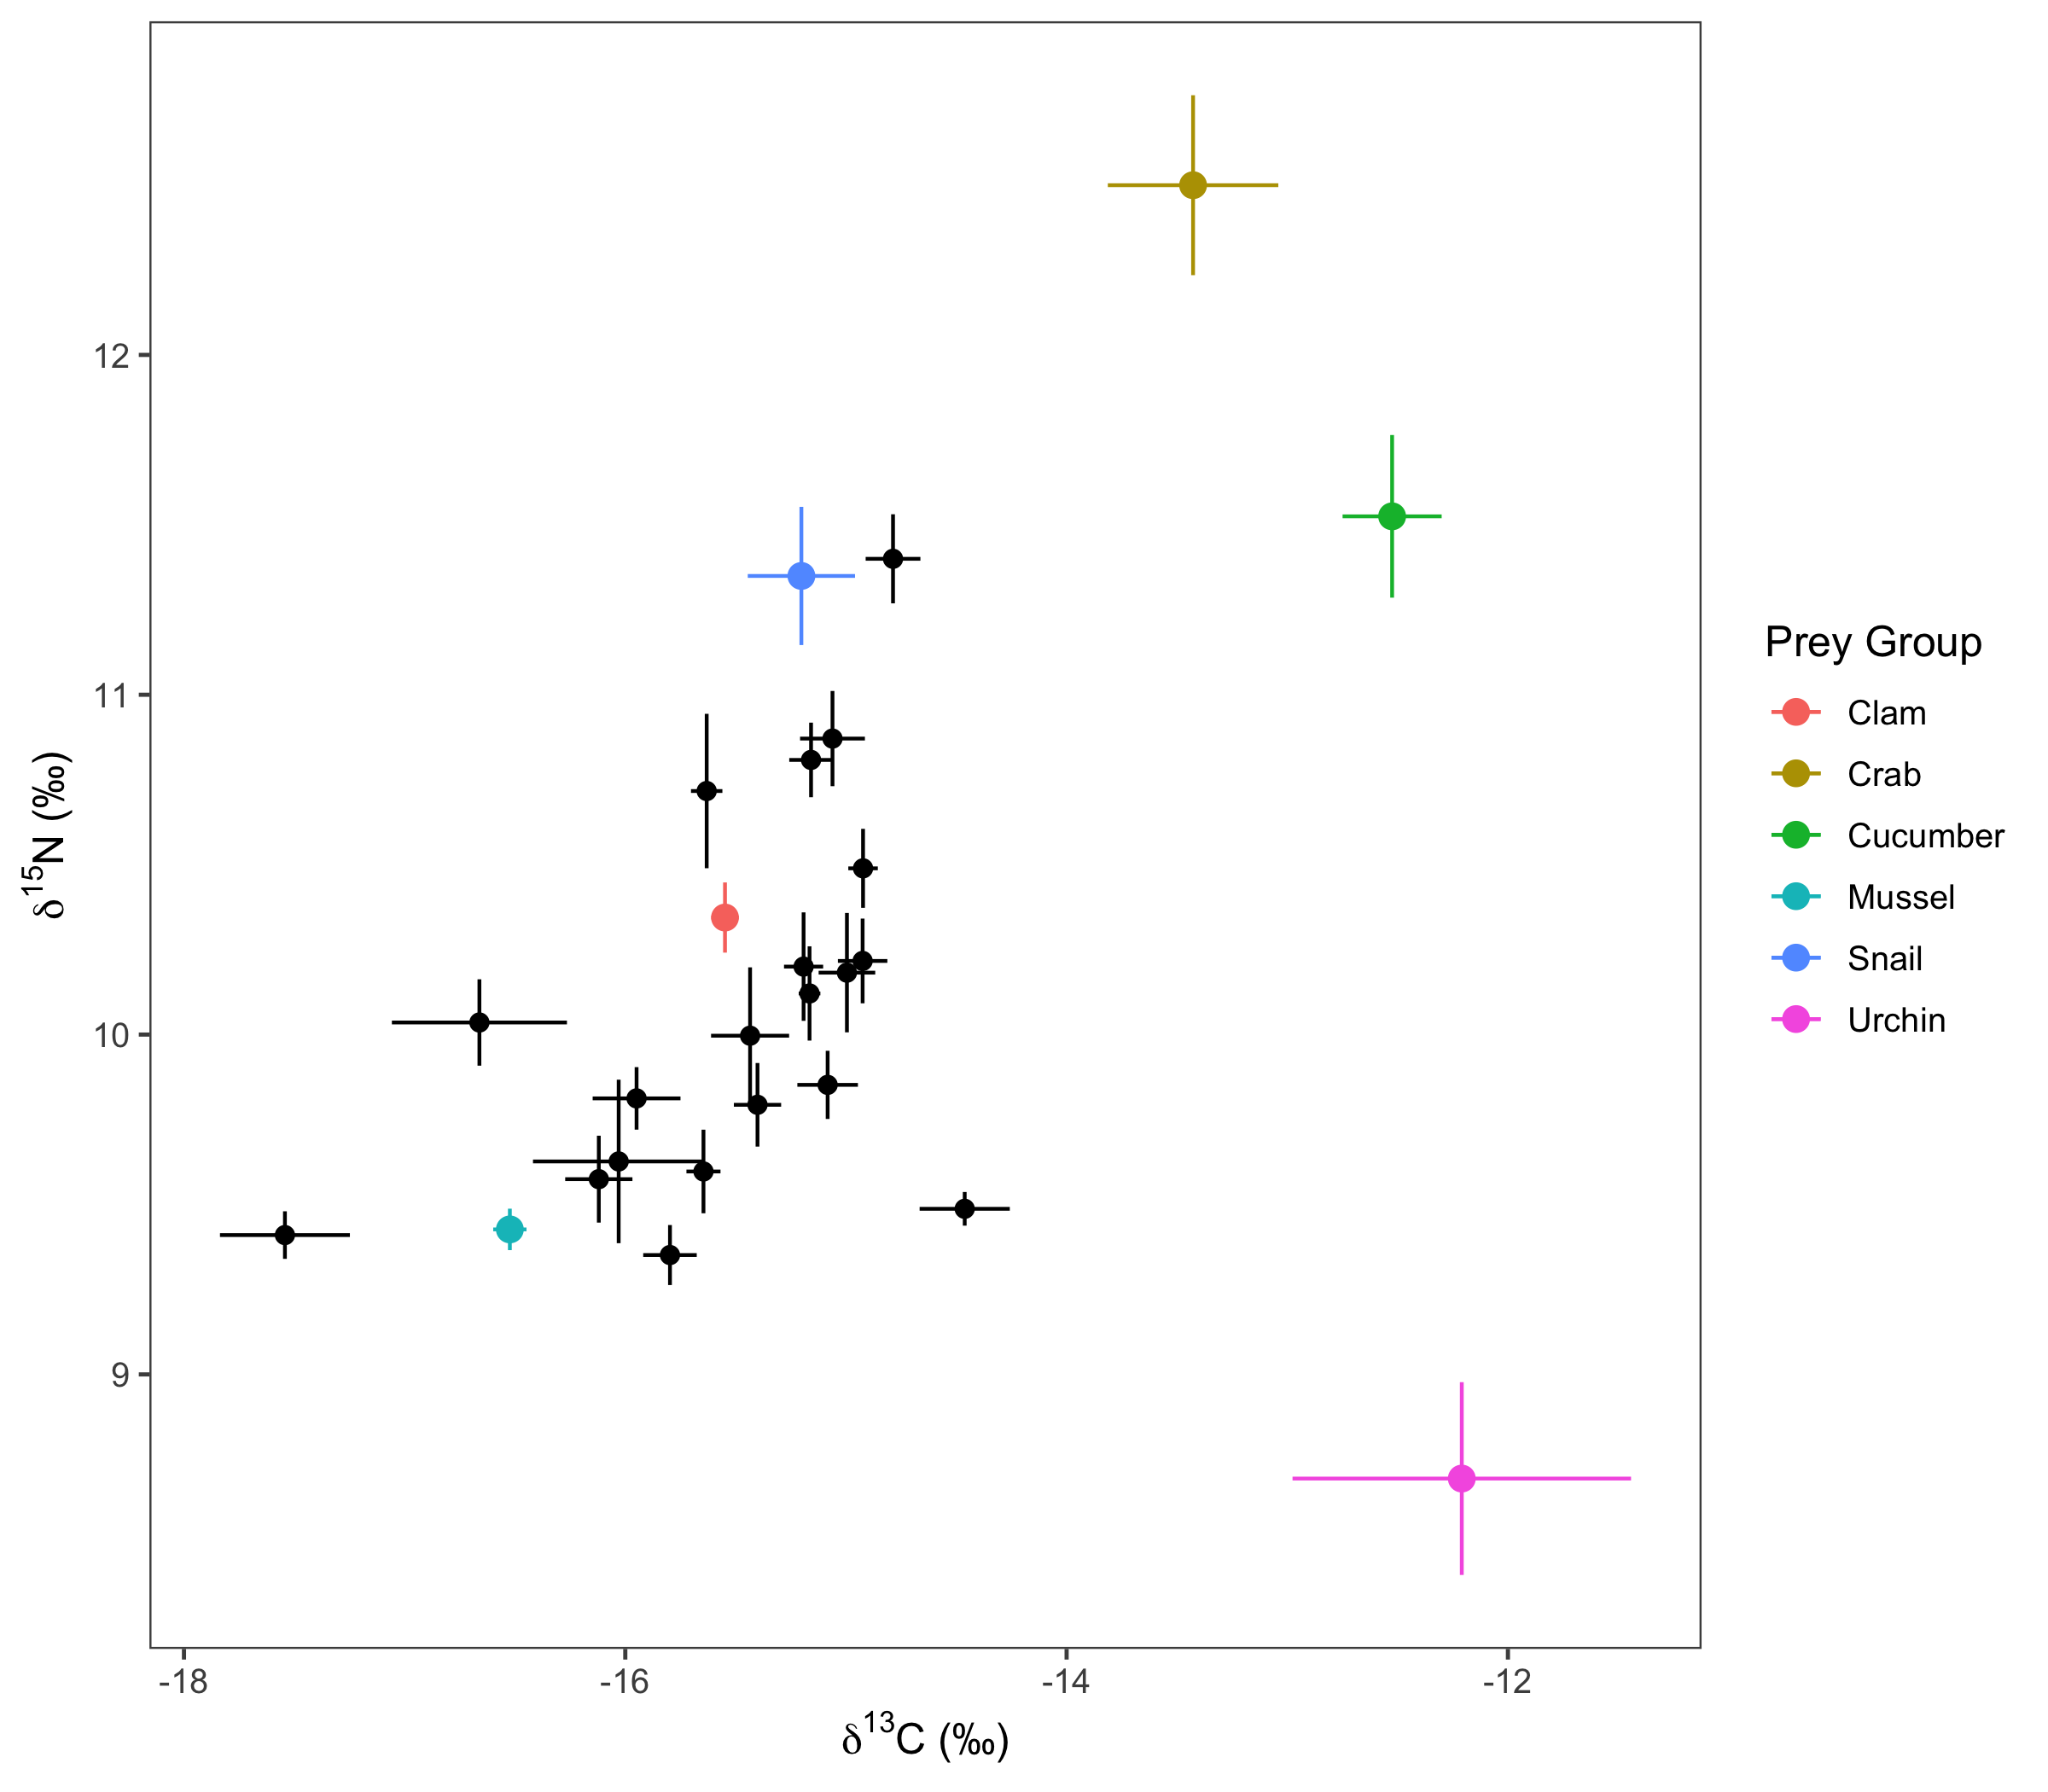 12
11
10
9
δ15N (‰)
-18
-16
-14
-12
δ13C (‰)
Prey Group
Clam
Crab
Cucumber
Mussel
Snail
Urchin